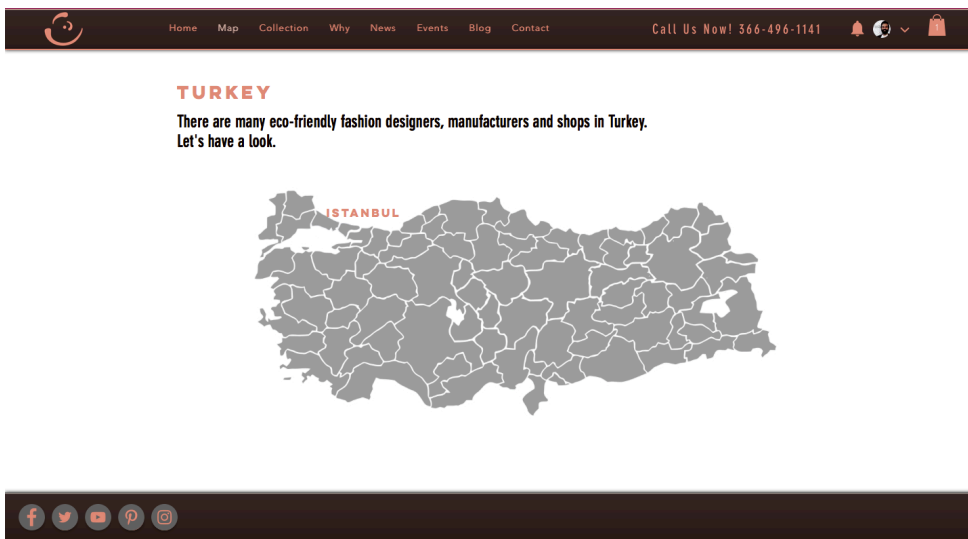 Home Map Collection Why News Events Blog Contact Call Us Now! 366-496-1141
TURKEY
There are many eco-friendly fashion designers, manufacturers and shops in Turkey.
Let's have a look.
ISTANBUL